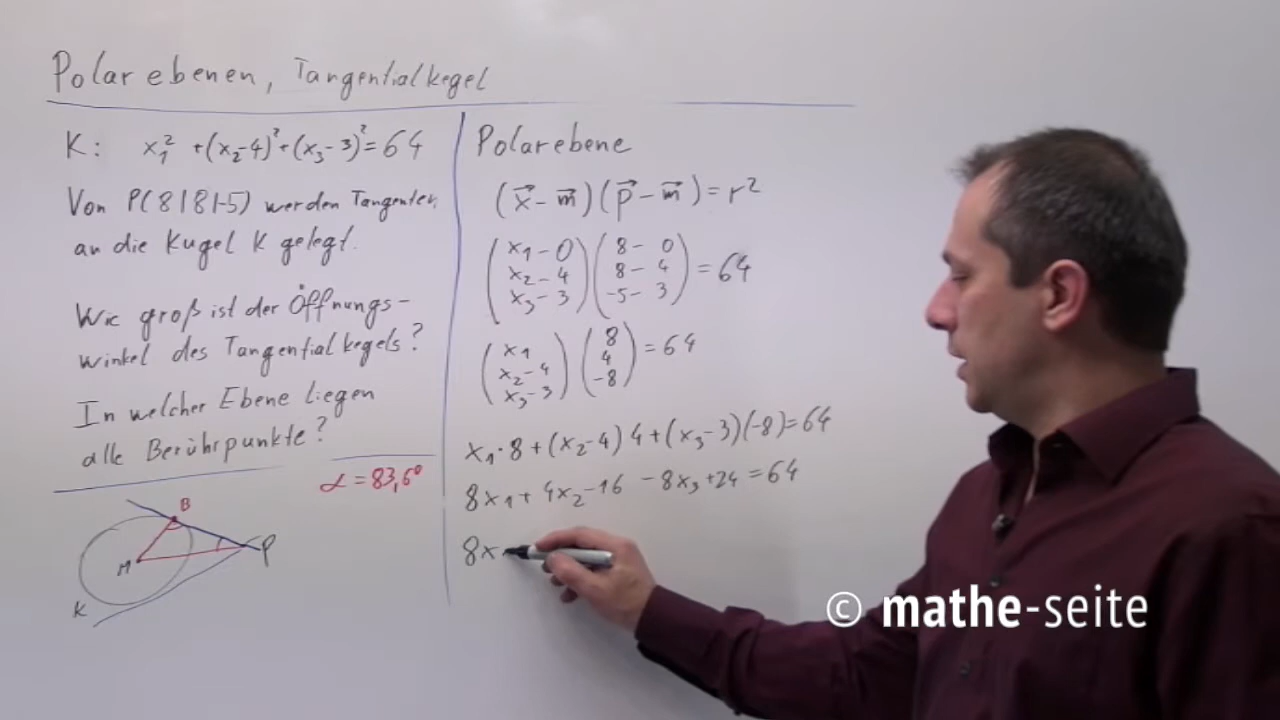 Polarebenen, Tangentialkegel
K: x₁² +(x₂-4)²+(x₃-3)²=64
Von P(8|8|-5) werden Tangenten
an die Kugel K gelegt.
Wie groß ist der Öffnungs-
winkel des Tangentialkegels?
In welcher Ebene liegen
alle Berührpunkte?
α = 83,6°
B
M
P
K
Polarebene
(x⃗ - m⃗)(p⃗ - m⃗) = r²
(x₁ - 0) (8 - 0)
(x₂ - 4) (8 - 4) = 64
(x₃ - 3) (-5 - 3)
(x₁) (8)
(x₂ - 4) (4) = 64
(x₃ - 3) (-8)
x₁·8 + (x₂-4)4 + (x₃-3)(-8) = 64
8x₁ + 4x₂ - 16 - 8x₃ + 24 = 64
8x
© mathe-seite